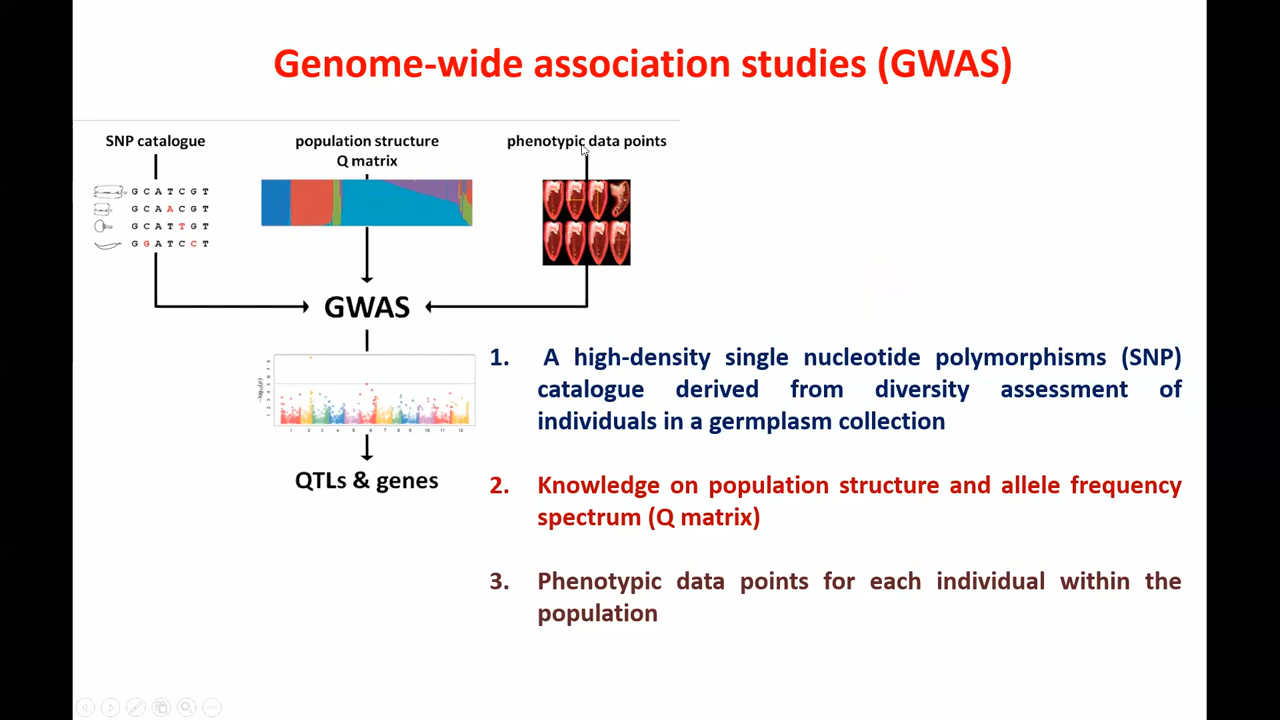 Genome-wide association studies (GWAS)
SNP catalogue
population structure
Q matrix
phenotypic data points
G C A T C G T
G C A A C G T
G C A T T G T
G G A T C C T
GWAS
1. A high-density single nucleotide polymorphisms (SNP)
catalogue derived from diversity assessment of
individuals in a germplasm collection
QTLs & genes
2. Knowledge on population structure and allele frequency
spectrum (Q matrix)
3. Phenotypic data points for each individual within the
population